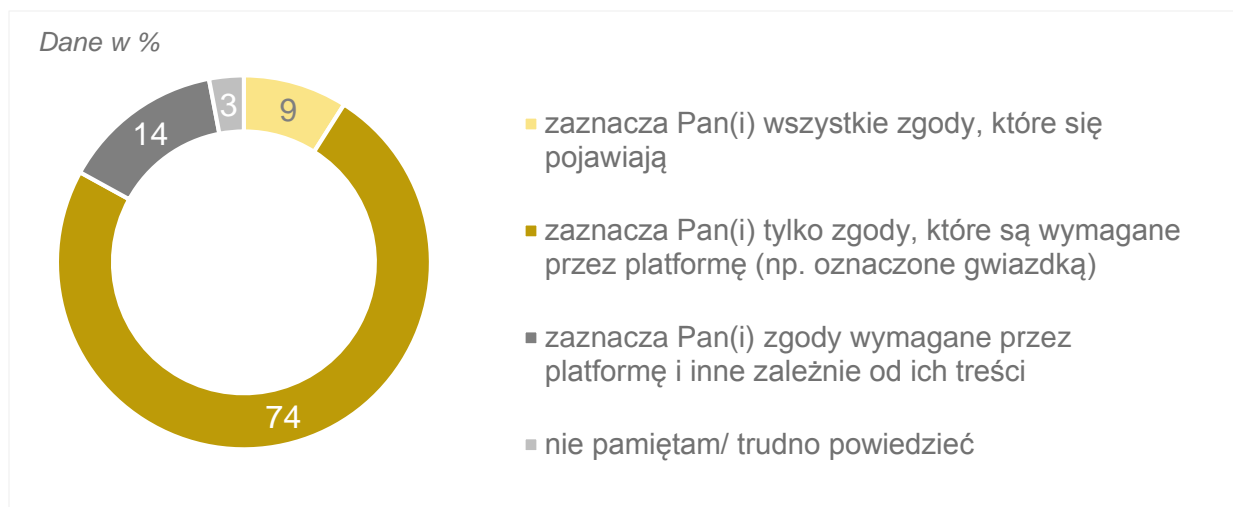 Dane w %
3
9
14
74
zaznacza Pan(i) wszystkie zgody, które się
pojawiają
zaznacza Pan(i) tylko zgody, które są wymagane
przez platformę (np. oznaczone gwiazdką)
zaznacza Pan(i) zgody wymagane przez
platformę i inne zależnie od ich treści
nie pamiętam/ trudno powiedzieć